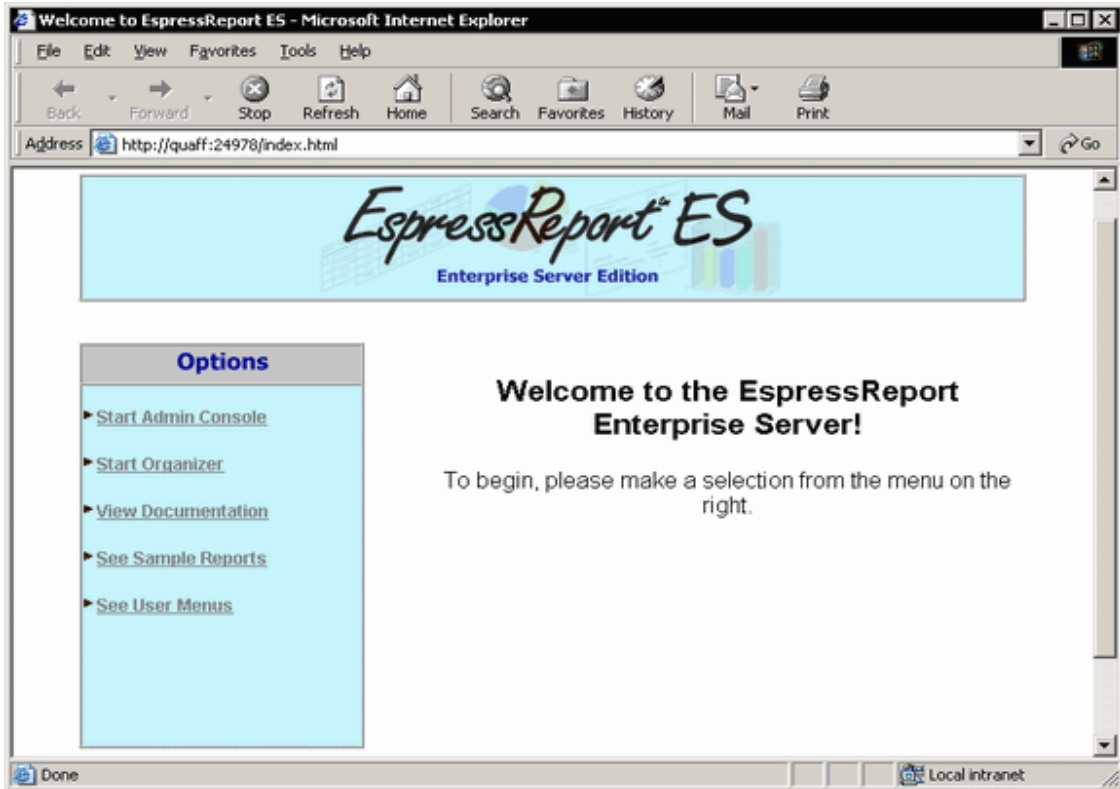 Welcome to EspressReport ES - Microsoft Internet Explorer
File Edit View Favorites Tools Help
Back Forward Stop Refresh Home Search Favorites History Mail Print
Address http://quaff:24978/index.html Go
EspressReport ES
Enterprise Server Edition
Options
Start Admin Console
Start Organizer
View Documentation
See Sample Reports
See User Menus
Welcome to the EspressReport
Enterprise Server!
To begin, please make a selection from the menu on the
right.
Done Local intranet